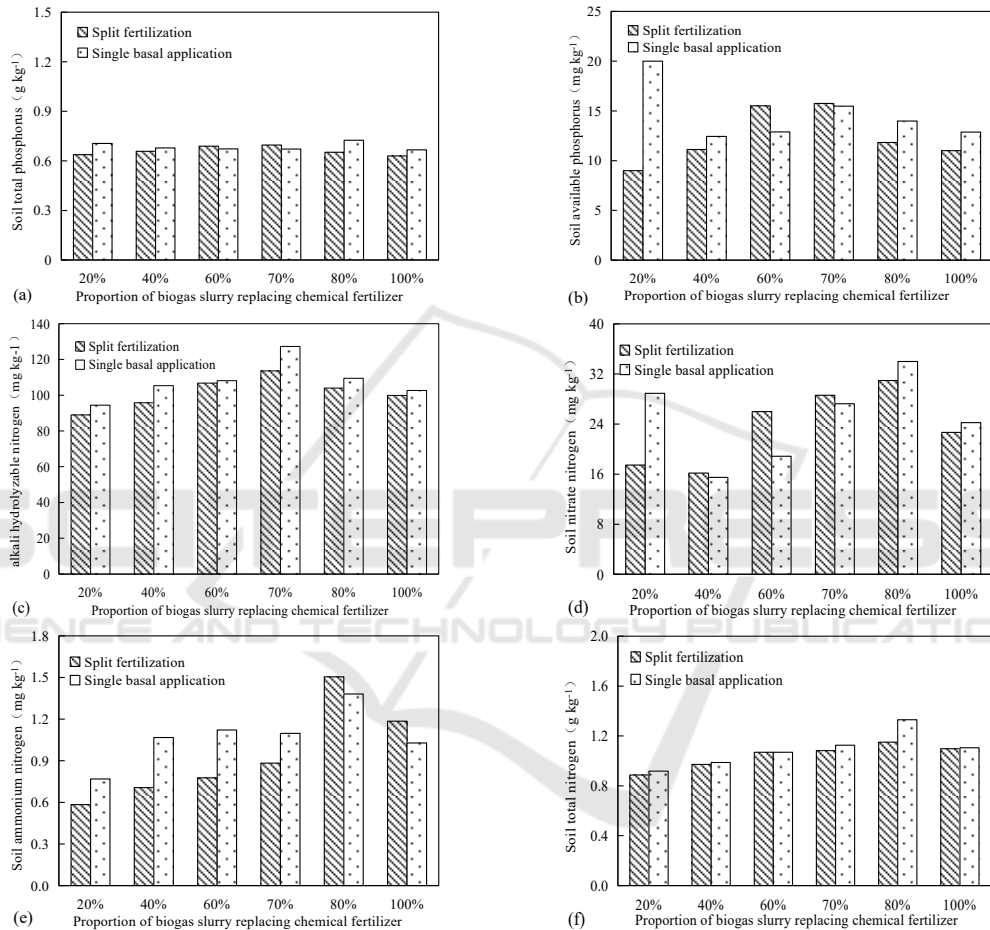 Soil total phosphorus（g kg-1）
1.5
1.2
0.9
0.6
0.3
0
Split fertilization
Single basal application
20% 40% 60% 70% 80% 100%
(a) Proportion of biogas slurry replacing chemical fertilizer
Soil available phosphorus（mg kg-1）
25
20
15
10
5
0
Split fertilization
Single basal application
20% 40% 60% 70% 80% 100%
(b) Proportion of biogas slurry replacing chemical fertilizer
alkali hydrolyzable nitrogen（mg kg-1）
140
120
100
80
60
40
20
0
Split fertilization
Single basal application
20% 40% 60% 70% 80% 100%
(c) Proportion of biogas slurry replacing chemical fertilizer
Soil nitrate nitrogen（mg kg-1）
40
32
24
16
8
0
Split fertilization
Single basal application
20% 40% 60% 70% 80% 100%
(d) Proportion of biogas slurry replacing chemical fertilizer
Soil ammonium nitrogen（mg kg-1）
1.8
1.5
1.2
0.9
0.6
0.3
0.0
Split fertilization
Single basal application
20% 40% 60% 70% 80% 100%
(e) Proportion of biogas slurry replacing chemical fertilizer
Soil total nitrogen（g kg-1）
2.0
1.6
1.2
0.8
0.4
0.0
Split fertilization
Single basal application
20% 40% 60% 70% 80% 100%
(f) Proportion of biogas slurry replacing chemical fertilizer
CITEPRESS
IENCE AND TECHNOLOGY PUBLICATIO